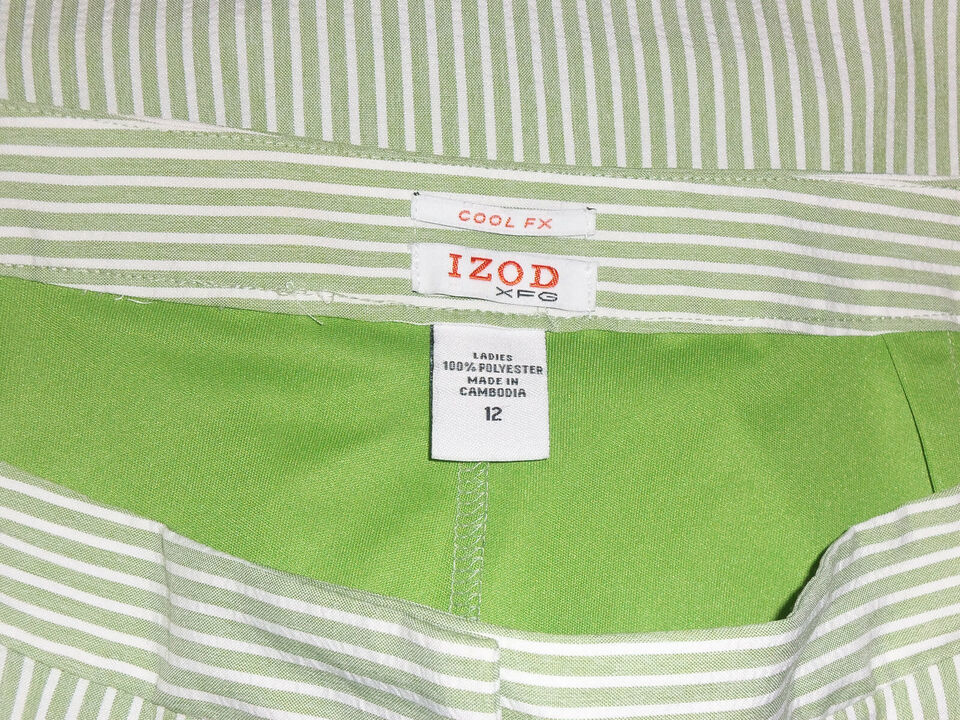 COOL FX
IZOD
XFG
LADIES
100% POLYESTER
MADE IN
CAMBODIA
12